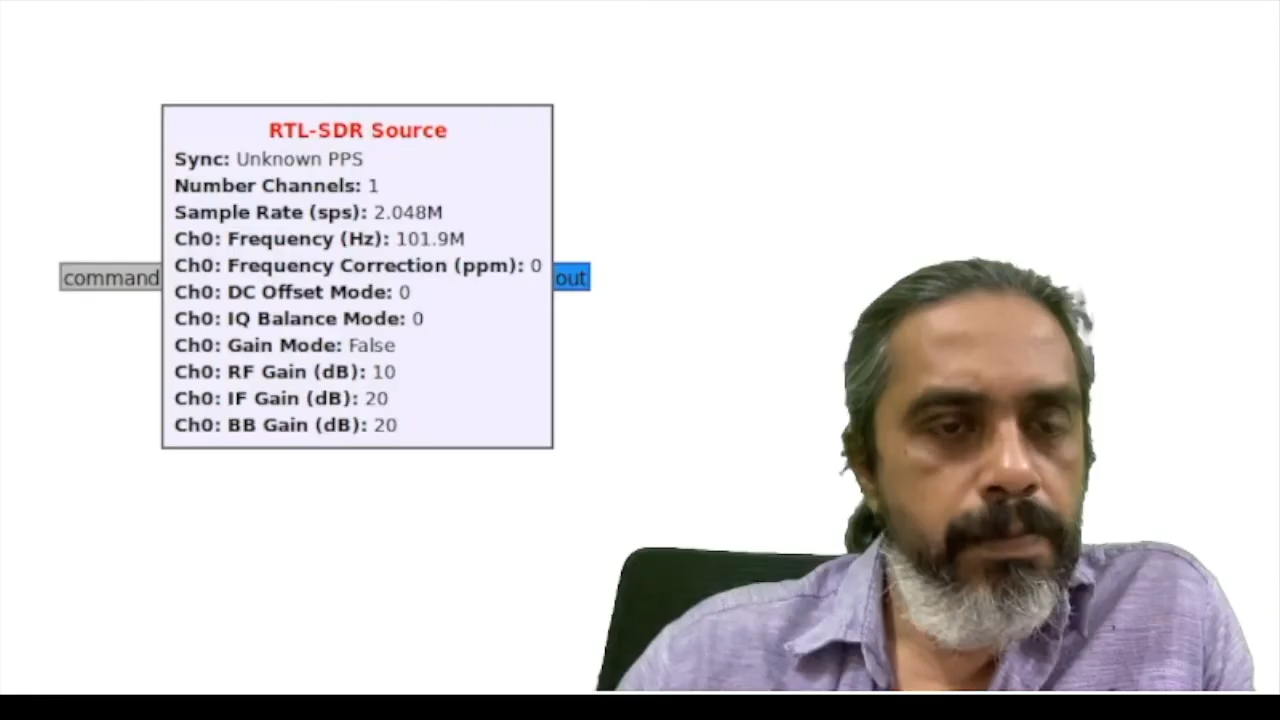 RTL-SDR Source
Sync: Unknown PPS
Number Channels: 1
Sample Rate (sps): 2.048M
Ch0: Frequency (Hz): 101.9M
Ch0: Frequency Correction (ppm): 0
command
out
Ch0: DC Offset Mode: 0
Ch0: IQ Balance Mode: 0
Ch0: Gain Mode: False
Ch0: RF Gain (dB): 10
Ch0: IF Gain (dB): 20
Ch0: BB Gain (dB): 20